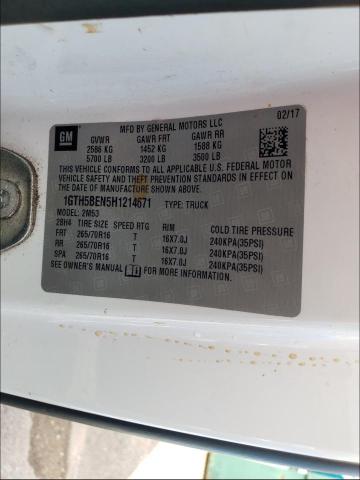 GM
MFD BY GENERAL MOTORS LLC 02/17
GVWR GAWR FRT GAWR RR
2586 KG 1452 KG 1588 KG
5700 LB 3200 LB 3500 LB
THIS VEHICLE CONFORMS TO ALL APPLICABLE U.S. FEDERAL MOTOR
VEHICLE SAFETY AND THEFT PREVENTION STANDARDS IN EFFECT ON
THE DATE OF MANUFACTURE SHOWN ABOVE.
1GTH5BEN5H1214671 TYPE: TRUCK
MODEL: 2M53
28H4 TIRE SIZE SPEED RTG RIM COLD TIRE PRESSURE
FRT 265/70R16 T 16X7.0J 240KPA(35PSI)
RR 265/70R16 T 16X7.0J 240KPA(35PSI)
SPA 265/70R16 T 16X7.0J 240KPA(35PSI)
SEE OWNER'S MANUAL